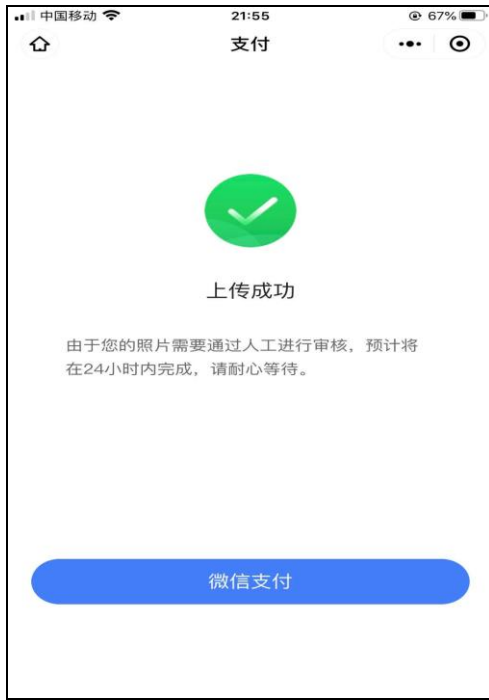 中国移动 21:55 67%
支付
上传成功
由于您的照片需要通过人工进行审核，预计将
在24小时内完成，请耐心等待。
微信支付